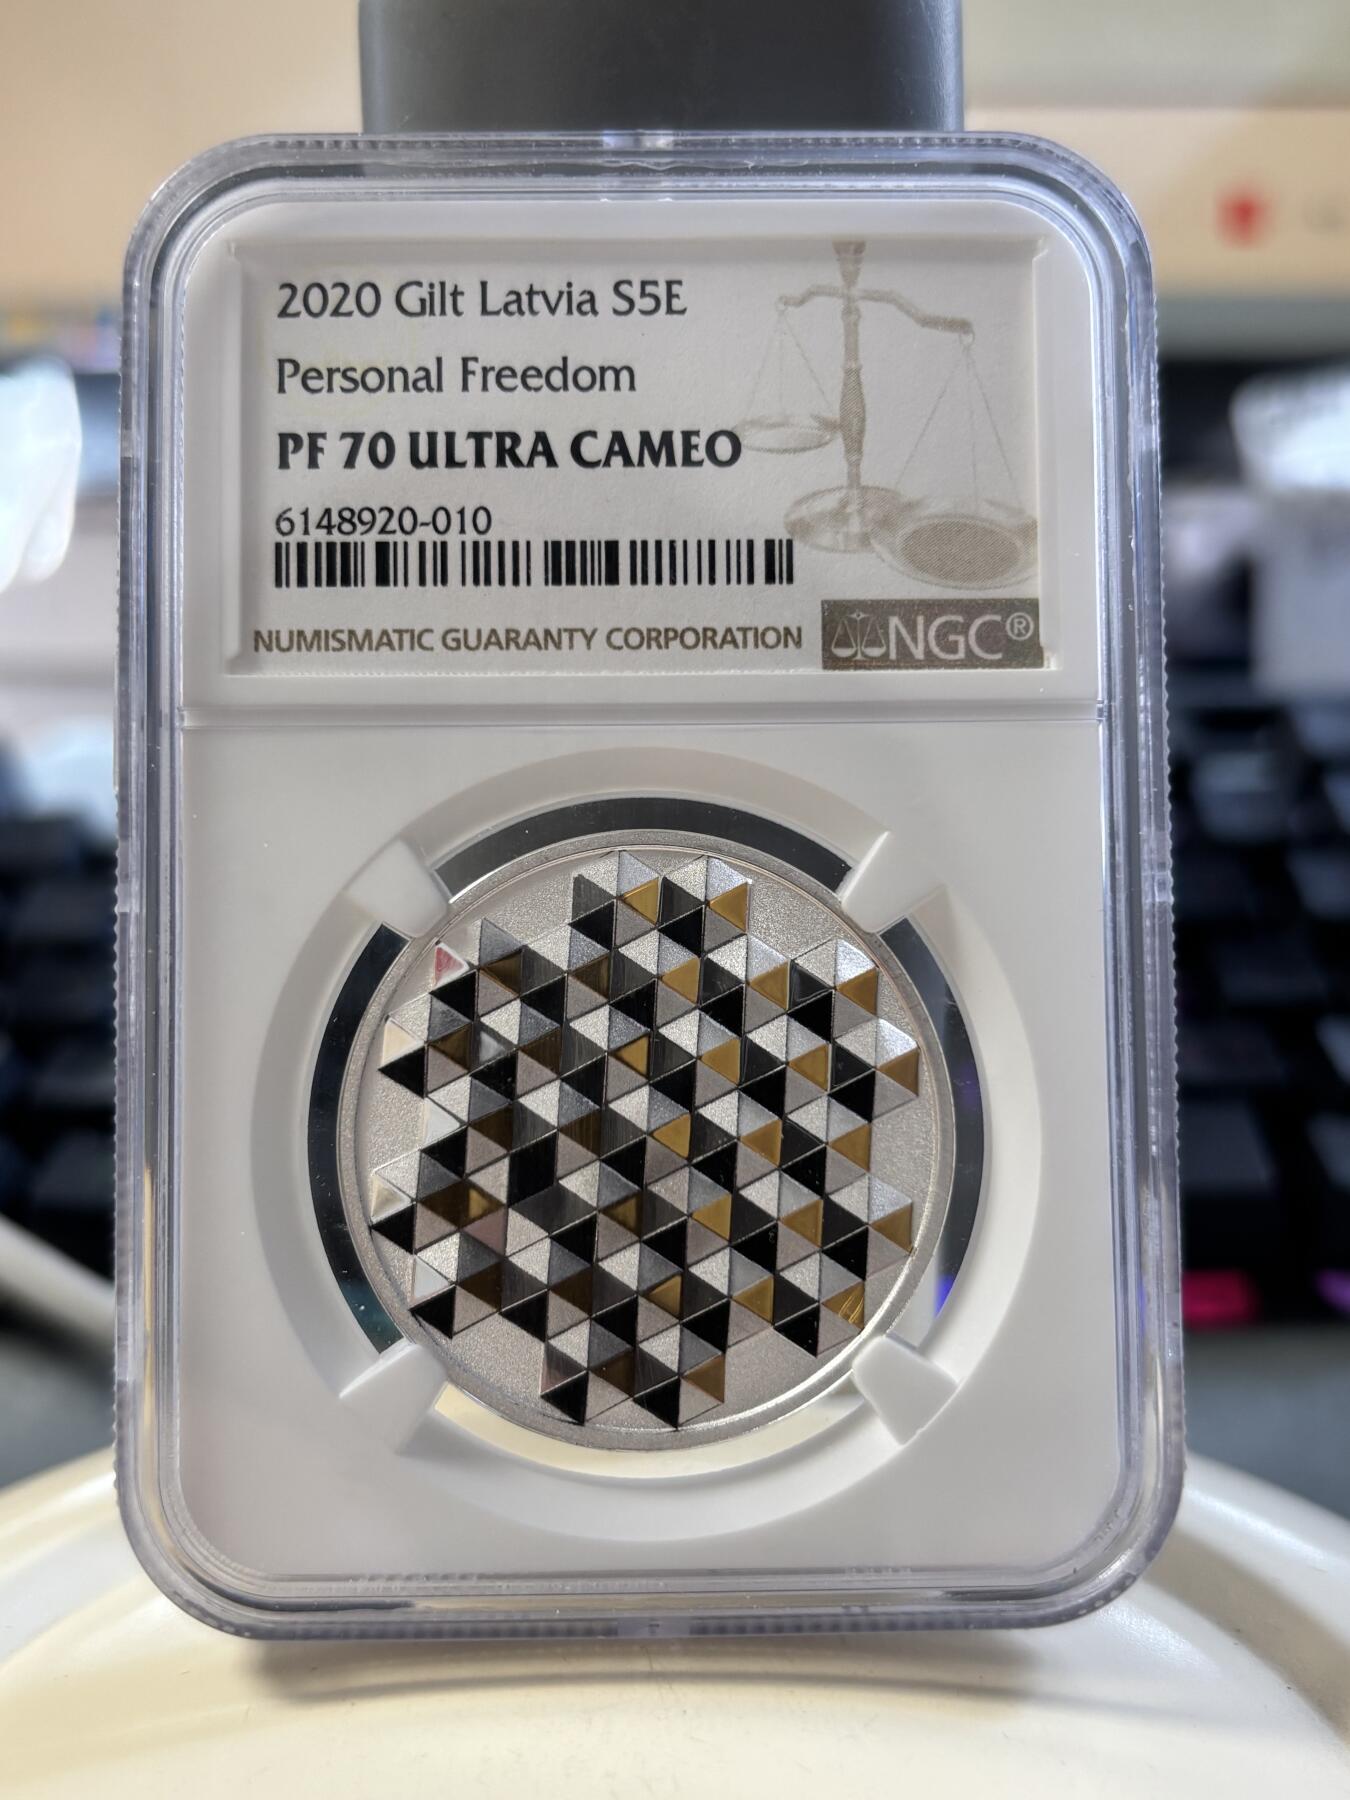 2020 Gilt Latvia S5E
Personal Freedom
PF 70 ULTRA CAMEO
6148920-010
NUMISMATIC GUARANTY CORPORATION NGC®